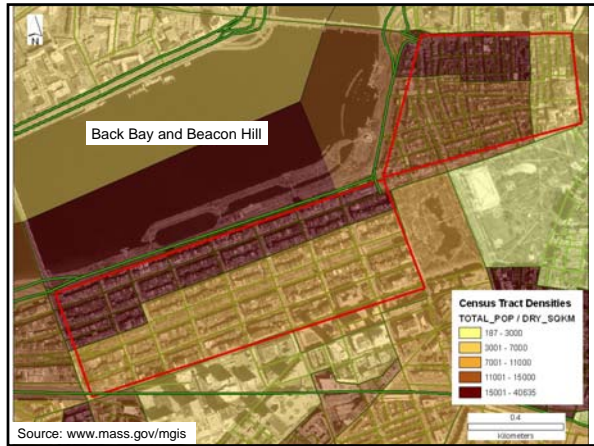 N
Back Bay and Beacon Hill
Census Tract Densities
TOTAL_POP / DRY_SQKM
187 - 3000
3001 - 7000
7001 - 11000
11001 - 15000
15001 - 40635
0.4
Kilometers
Source: www.mass.gov/mgis